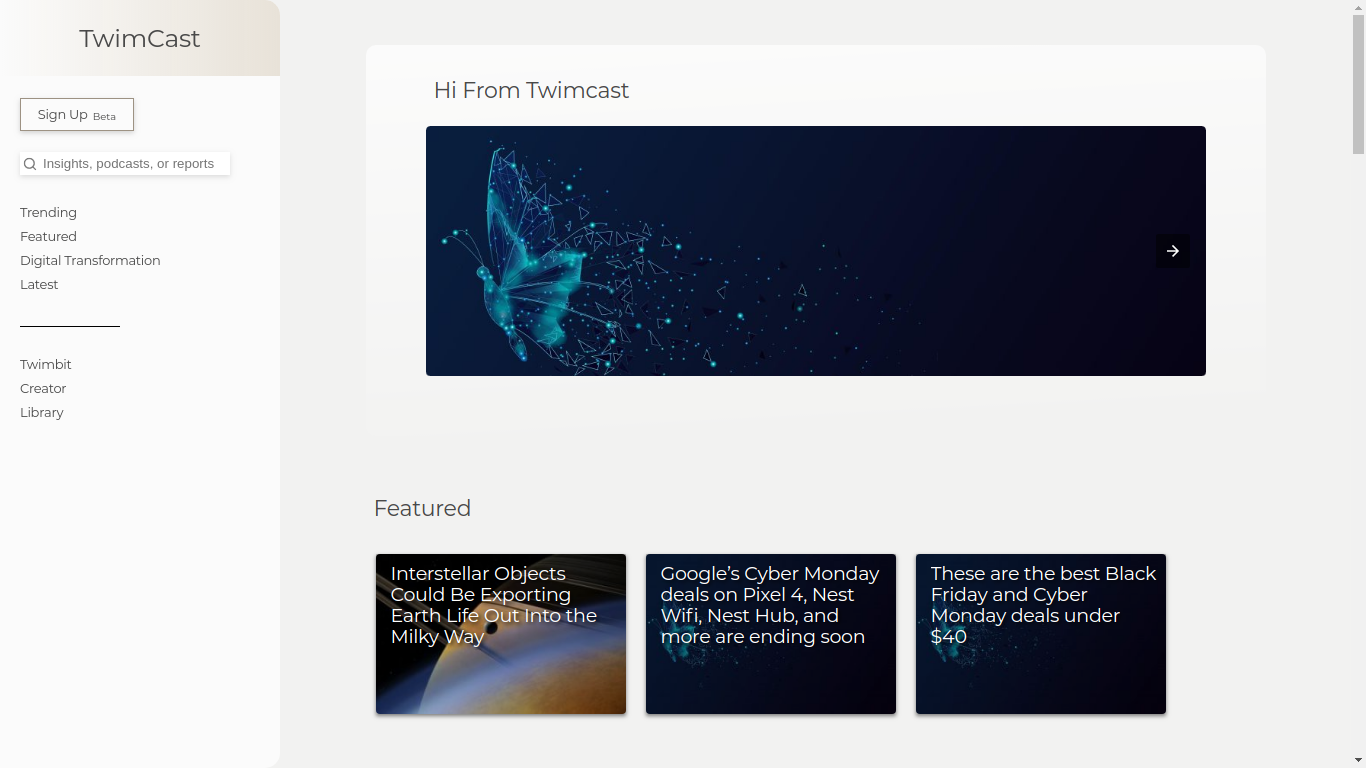 TwimCast
Sign Up Beta
Insights, podcasts, or reports
Trending
Featured
Digital Transformation
Latest
Twimbit
Creator
Library
Hi From Twimcast
Featured
Interstellar Objects
Could Be Exporting
Earth Life Out Into the
Milky Way
Google’s Cyber Monday
deals on Pixel 4, Nest
Wifi, Nest Hub, and
more are ending soon
These are the best Black
Friday and Cyber
Monday deals under
$40